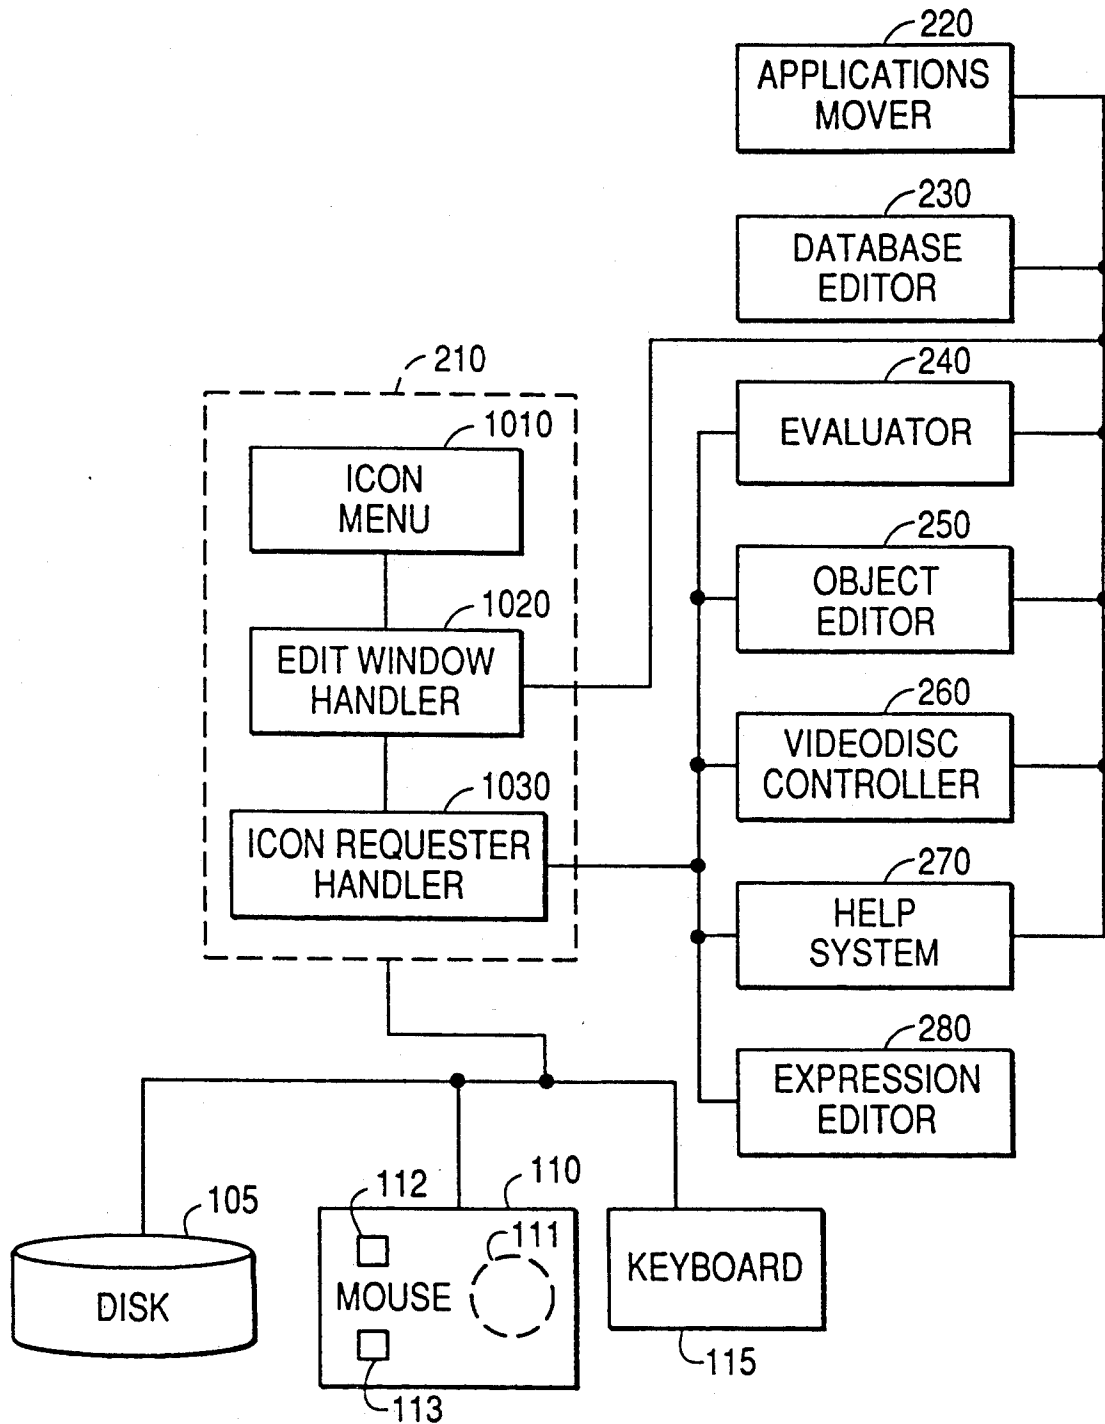 220
APPLICATIONS
MOVER
230
DATABASE
EDITOR
210
240
EVALUATOR
1010
ICON
MENU
250
OBJECT
EDITOR
1020
EDIT WINDOW
HANDLER
260
VIDEODISC
CONTROLLER
1030
ICON REQUESTER
HANDLER
270
HELP
SYSTEM
280
EXPRESSION
EDITOR
105
DISK
112
110
111
MOUSE
113
KEYBOARD
115